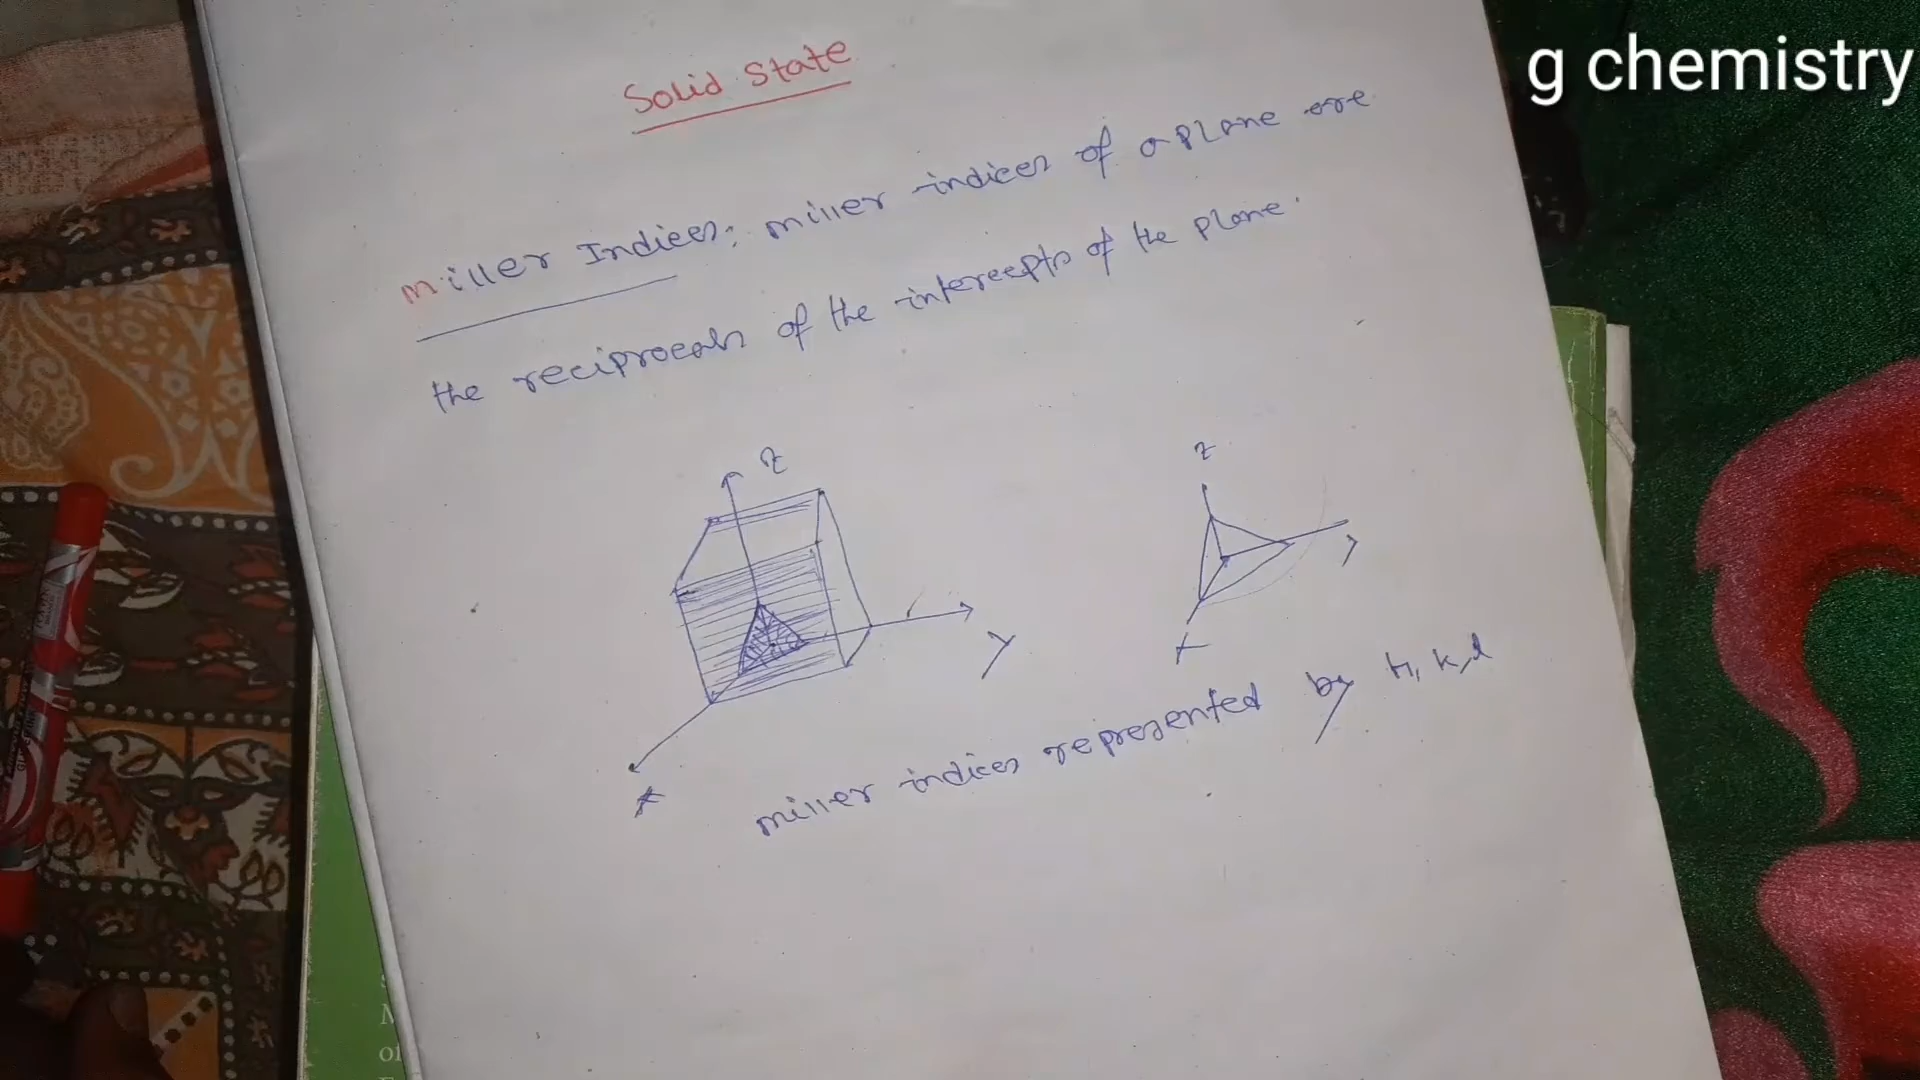 g chemistry
Solid State
Miller Indices: miller indices of a plane are
the reciprocals of the intercepts of the plane.
z
z
y
y
x
x
miller indices represented by h, k, l